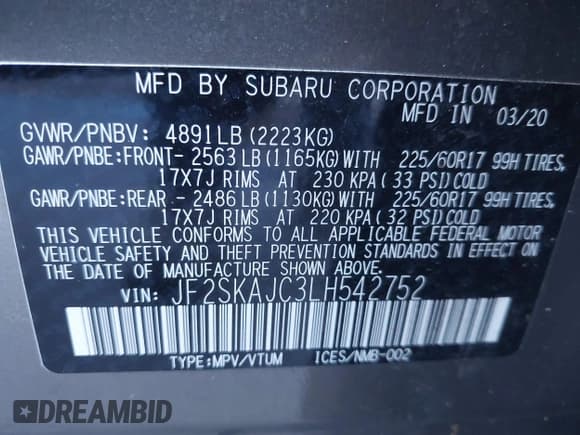 MFD BY SUBARU CORPORATION
MFD IN 03/20
GVWR/PNBV: 4891LB (2223KG)
GAWR/PNBE:FRONT- 2563 LB (1165KG) WITH 225/60R17 99H TIRES,
17X7J RIMS AT 230 KPA (33 PSI) COLD
GAWR/PNBE:REAR - 2486 LB (1130KG) WITH 225/60R17 99H TIRES,
17X7J RIMS AT 220 KPA (32 PSI) COLD
THIS VEHICLE CONFORMS TO ALL APPLICABLE FEDERAL MOTOR
VEHICLE SAFETY AND THEFT PREVENTION STANDARDS IN EFFECT ON
THE DATE OF MANUFACTURE SHOWN ABOVE.
VIN: JF2SKAJC3LH542752
TYPE:MPV/VTUM ICES/NMB-002
DREAMBID